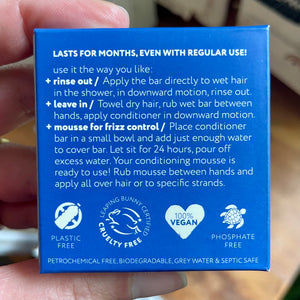 LASTS FOR MONTHS, EVEN WITH REGULAR USE!
use it the way you like:
+ rinse out / Apply the bar directly to wet hair
in the shower, in downward motion, rinse out.
+ leave in / Towel dry hair, rub wet bar between
hands, apply conditioner in downward motion.
+ mousse for frizz control / Place conditioner
bar in a small bowl and add just enough water
to cover bar. Let sit for 24 hours, pour off
excess water. Your conditioning mousse is
ready to use! Rub mousse between hands and
apply all over hair or to specific strands.
PLASTIC
FREE
LEAPING BUNNY CERTIFIED
CRUELTY FREE
100%
VEGAN
PHOSPHATE
FREE
PETROCHEMICAL FREE, BIODEGRADABLE, GREY WATER & SEPTIC SAFE